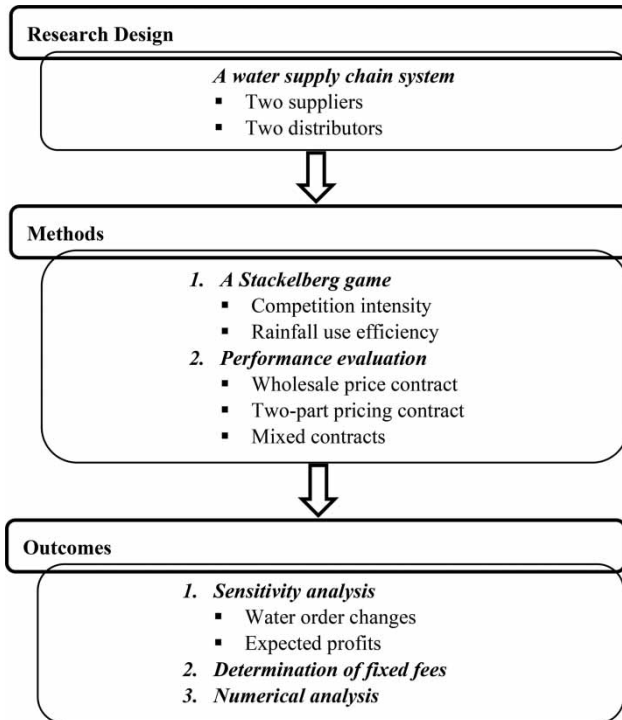 Research Design
A water supply chain system
▪ Two suppliers
▪ Two distributors
Methods
1. A Stackelberg game
▪ Competition intensity
▪ Rainfall use efficiency
2. Performance evaluation
▪ Wholesale price contract
▪ Two-part pricing contract
▪ Mixed contracts
Outcomes
1. Sensitivity analysis
▪ Water order changes
▪ Expected profits
2. Determination of fixed fees
3. Numerical analysis